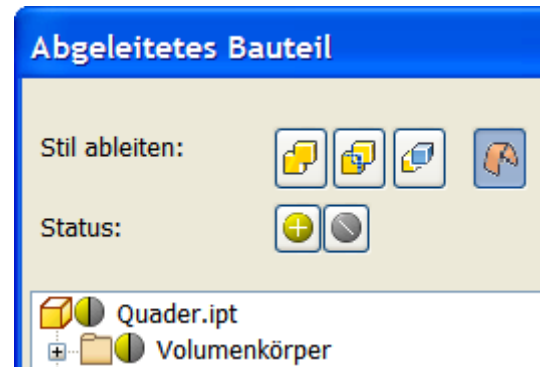 Abgeleitetes Bauteil
Stil ableiten:
Status:
Quader.ipt
Volumenkörper